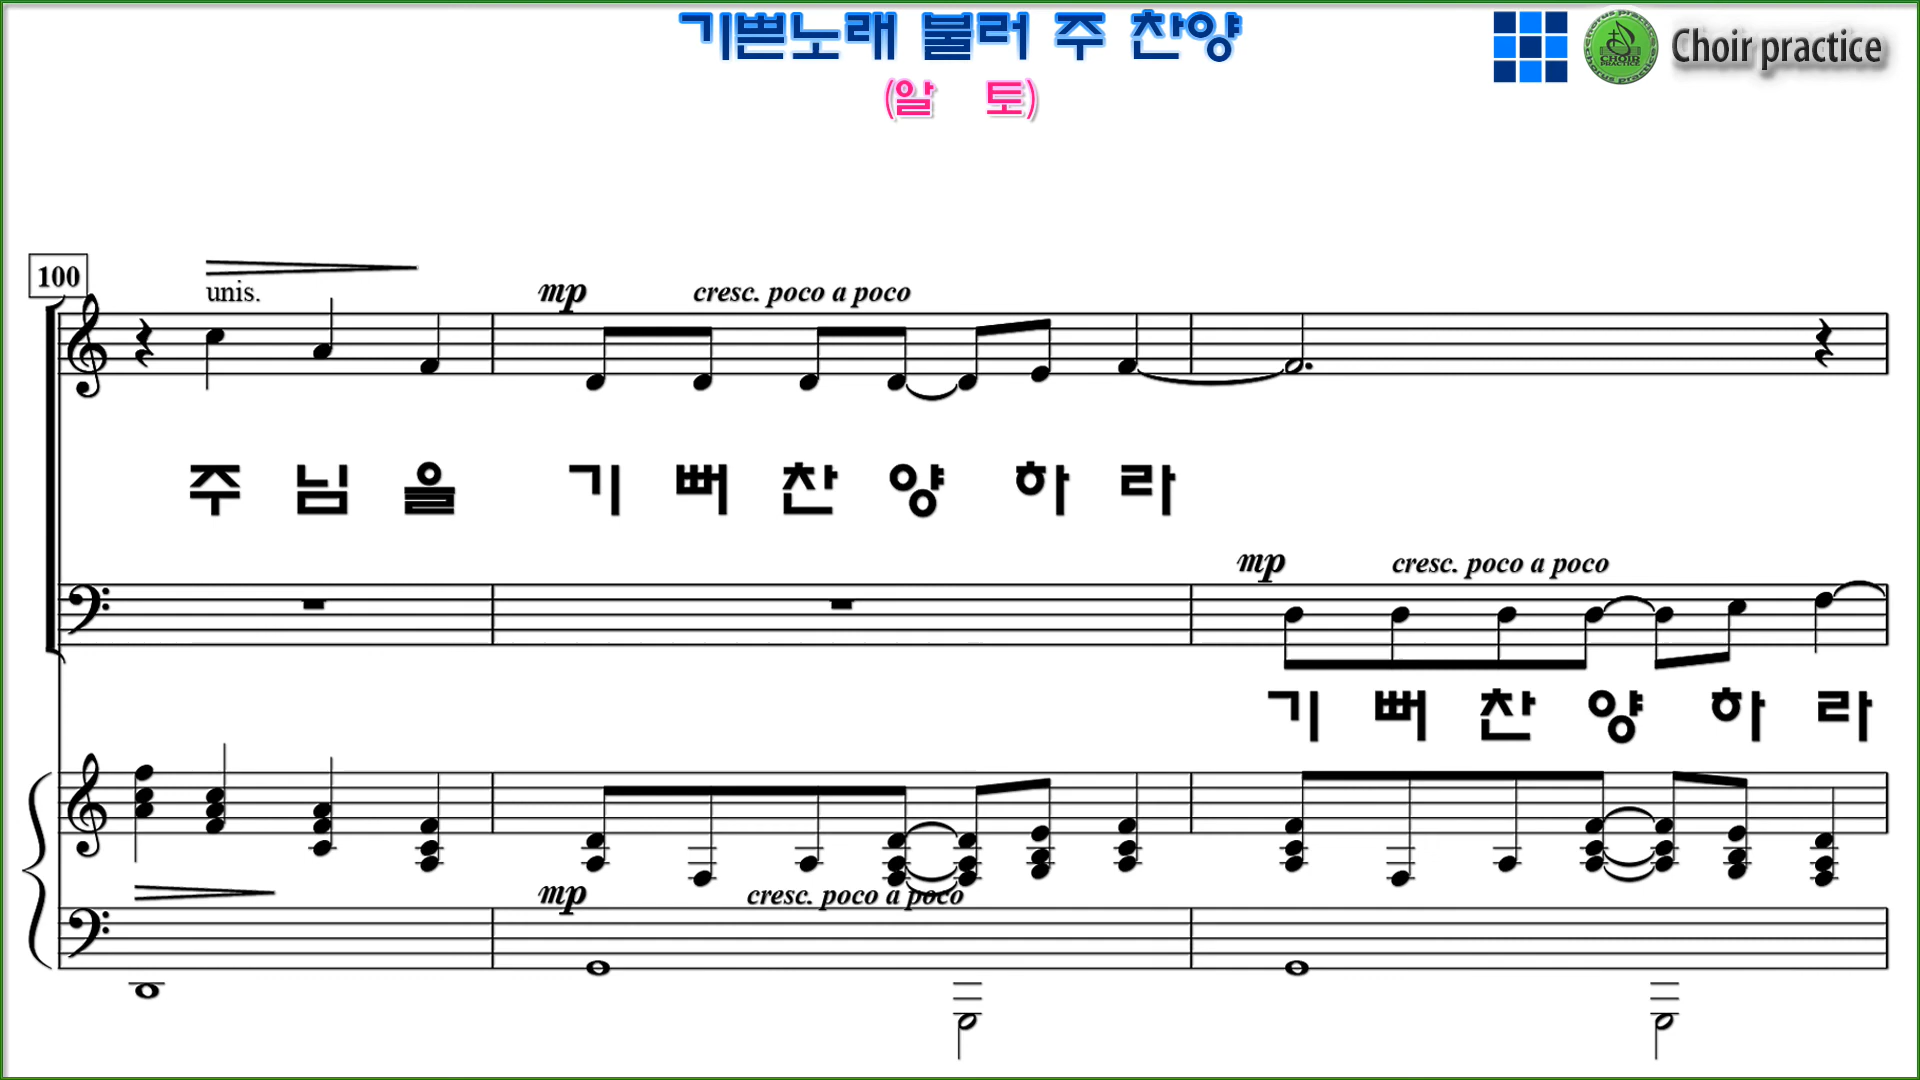 기쁜노래 불러 주 찬양
Choir practice
(알 토)
100
unis.
mp cresc. poco a poco
주 님 을 기 뻐 찬 양 하 라
mp cresc. poco a poco
기 뻐 찬 양 하 라
mp cresc. poco a poco